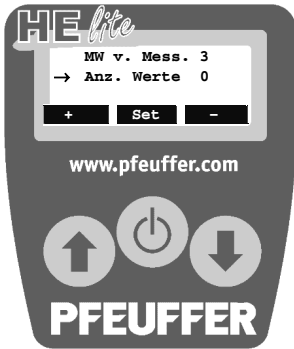 HE lite
MW v. Mess. 3
→ Anz. Werte 0
+ Set -
www.pfeuffer.com
PFEUFFER